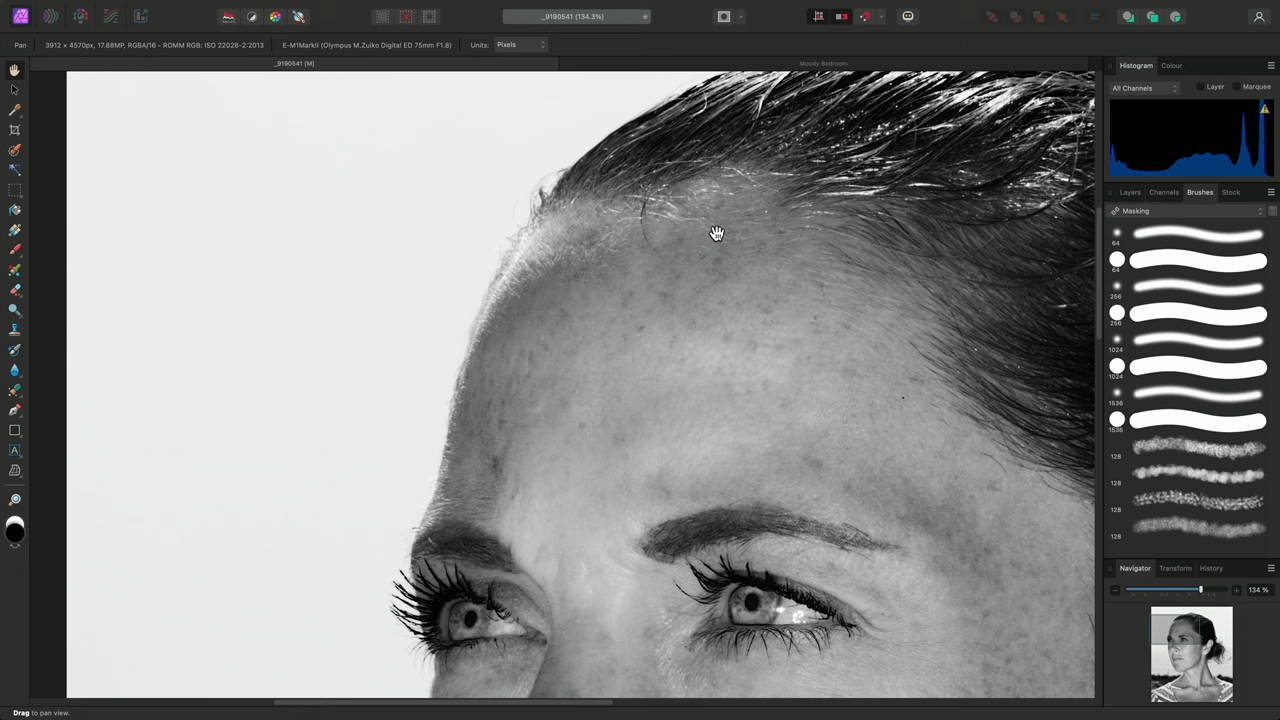 _9190541 (134.3%)
Pan
3912 × 4570px, 17.88MP, RGBA/16 - ROMM RGB: ISO 22028-2:2013
E-M1MarkII (Olympus M.Zuiko Digital ED 75mm F1.8)
Units:
Pixels
_9190541 [M]
Moody Bedroom
Histogram
Colour
All Channels
Layer
Marquee
Layers
Channels
Brushes
Stock
Masking
64
64
256
256
1024
1024
1536
1536
128
128
128
128
Navigator
Transform
History
134 %
Drag to pan view.